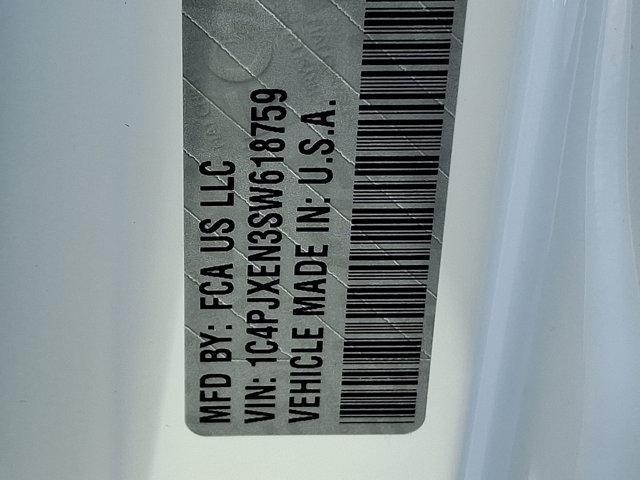 MFD BY: FCA US LLC
VIN: 1C4PJXEN3SW618759
VEHICLE MADE IN: U.S.A.